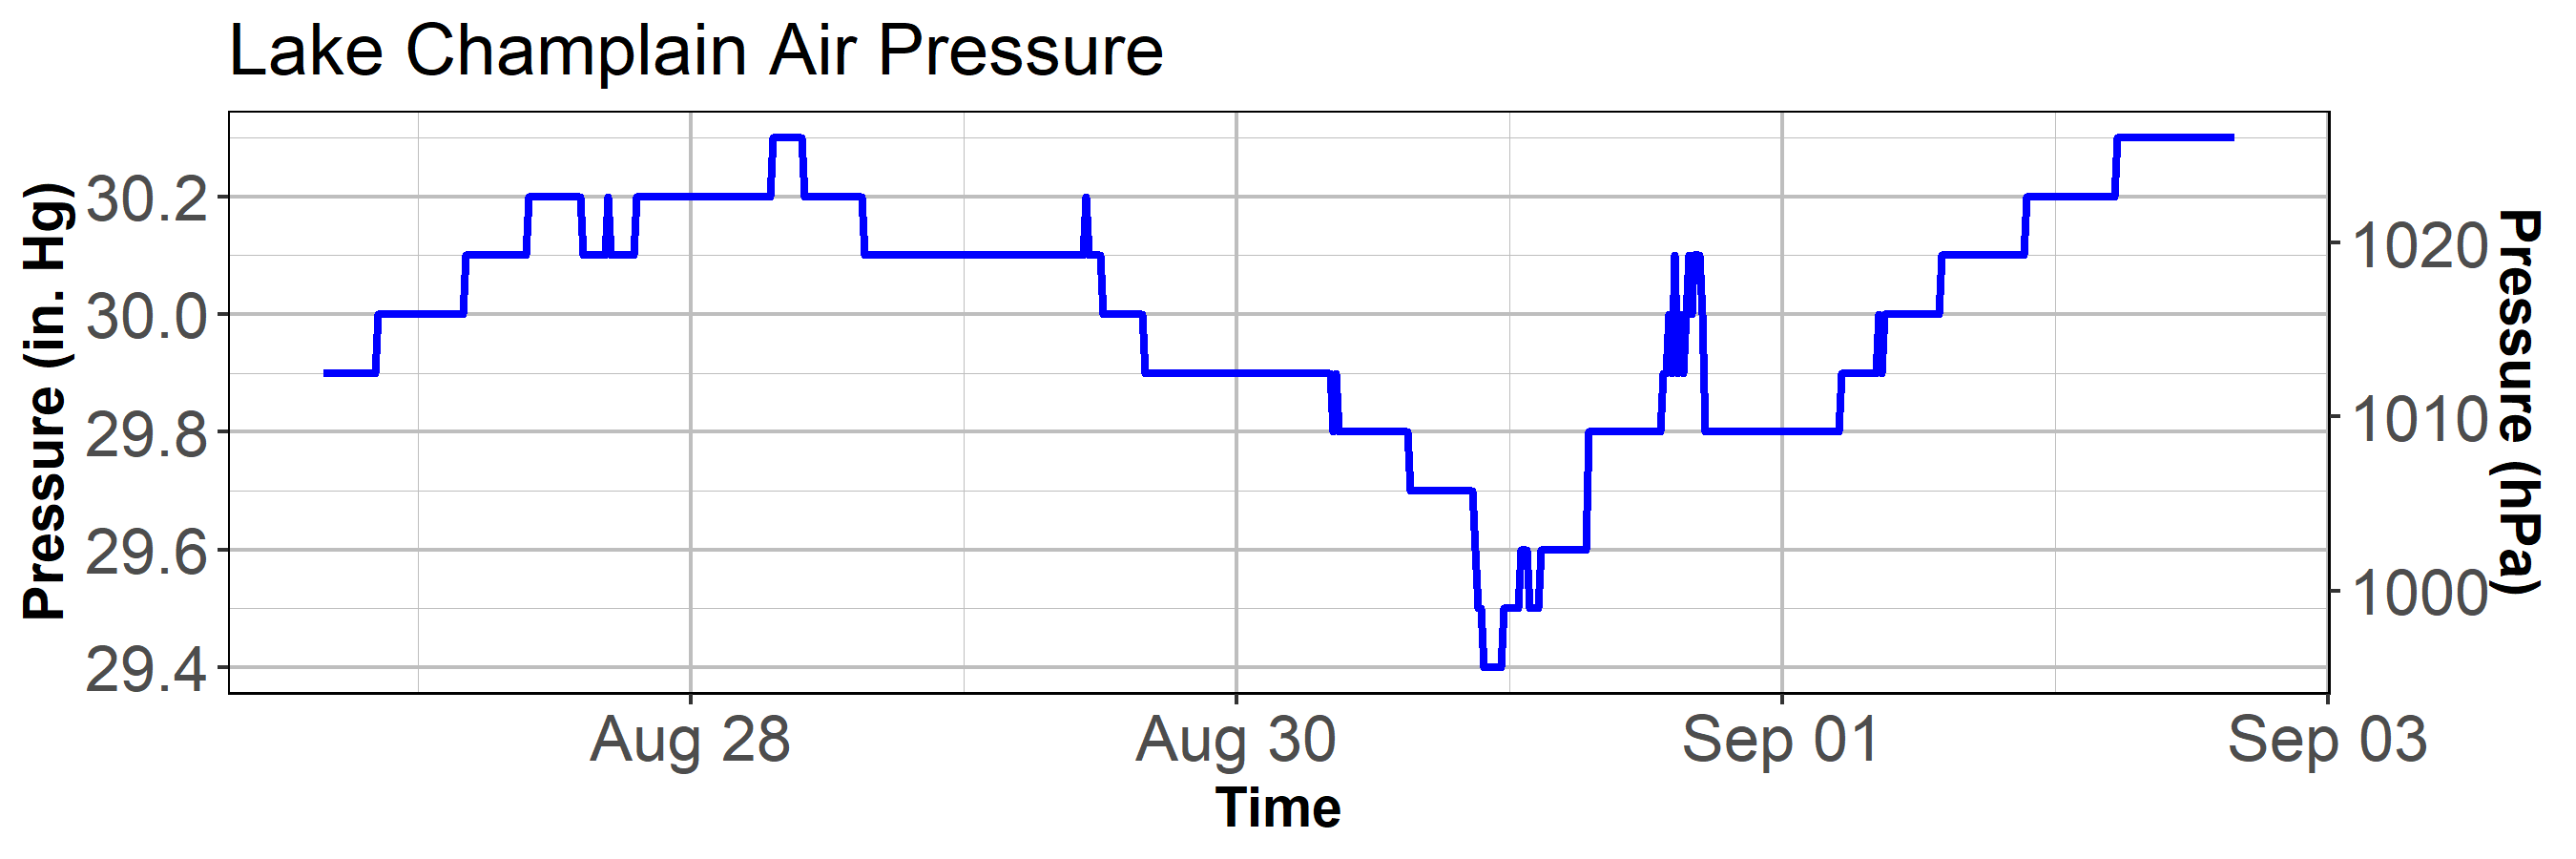 Lake Champlain Air Pressure
Pressure (in. Hg)
30.2
30.0
29.8
29.6
29.4
1020
1010
1000
Pressure (hPa)
Aug 28
Aug 30
Sep 01
Sep 03
Time